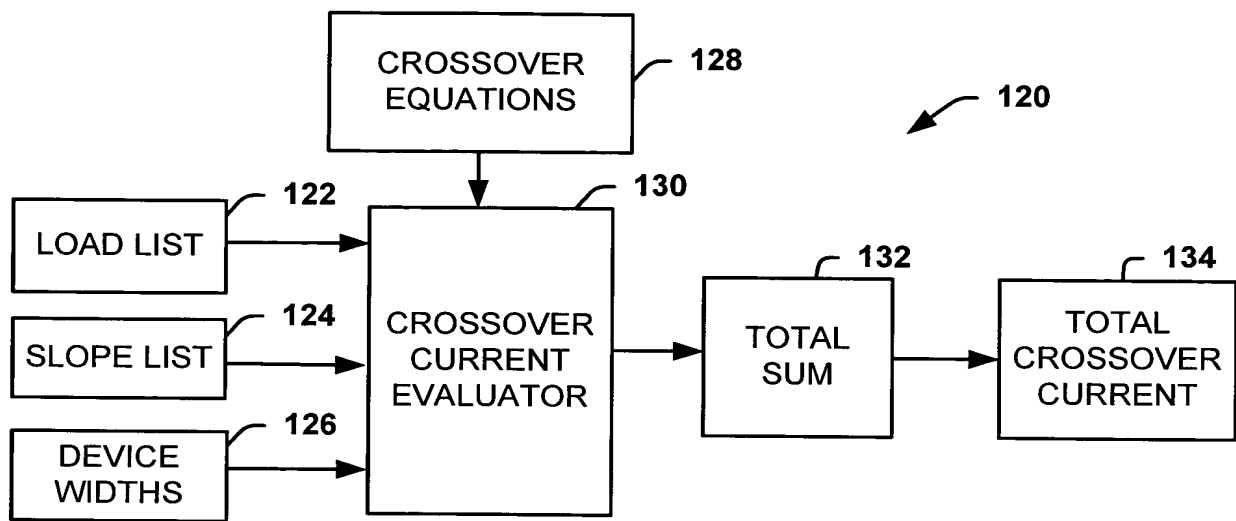 CROSSOVER
EQUATIONS
128
120
122
LOAD LIST
130
124
SLOPE LIST
CROSSOVER
CURRENT
EVALUATOR
132
TOTAL
SUM
134
TOTAL
CROSSOVER
CURRENT
126
DEVICE
WIDTHS